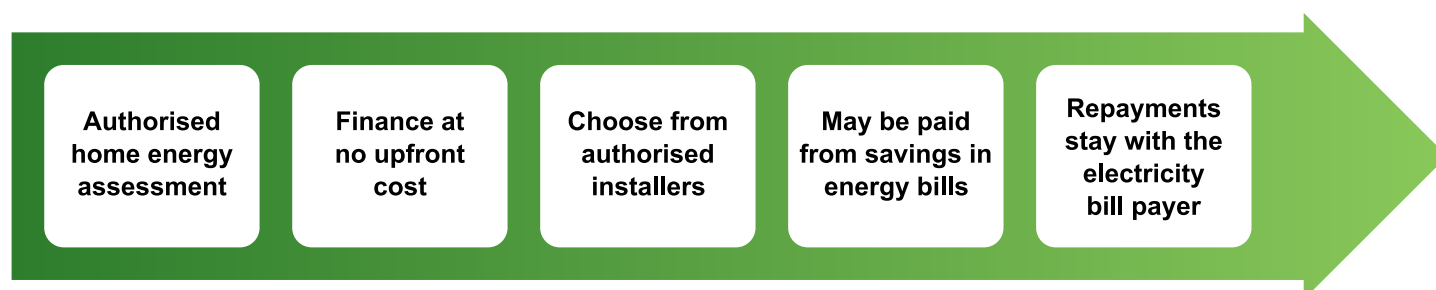 Authorised
home energy
assessment
Finance at
no upfront
cost
Choose from
authorised
installers
May be paid
from savings in
energy bills
Repayments
stay with the
electricity
bill payer